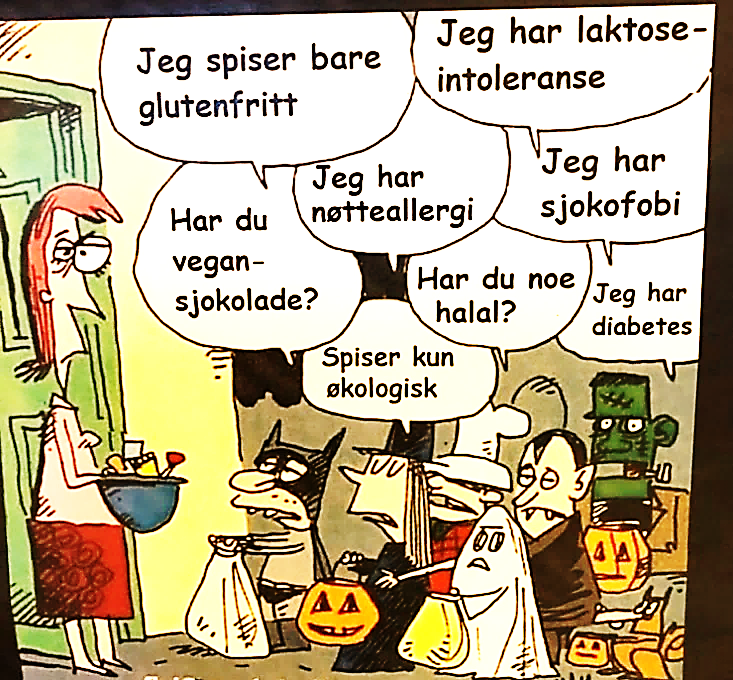 Jeg spiser bare
glutenfritt
Jeg har laktose-
intoleranse
Jeg har
nøtteallergi
Jeg har
sjokofobi
Har du
vegan-
sjokolade?
Har du noe
halal?
Jeg har
diabetes
Spiser kun
økologisk